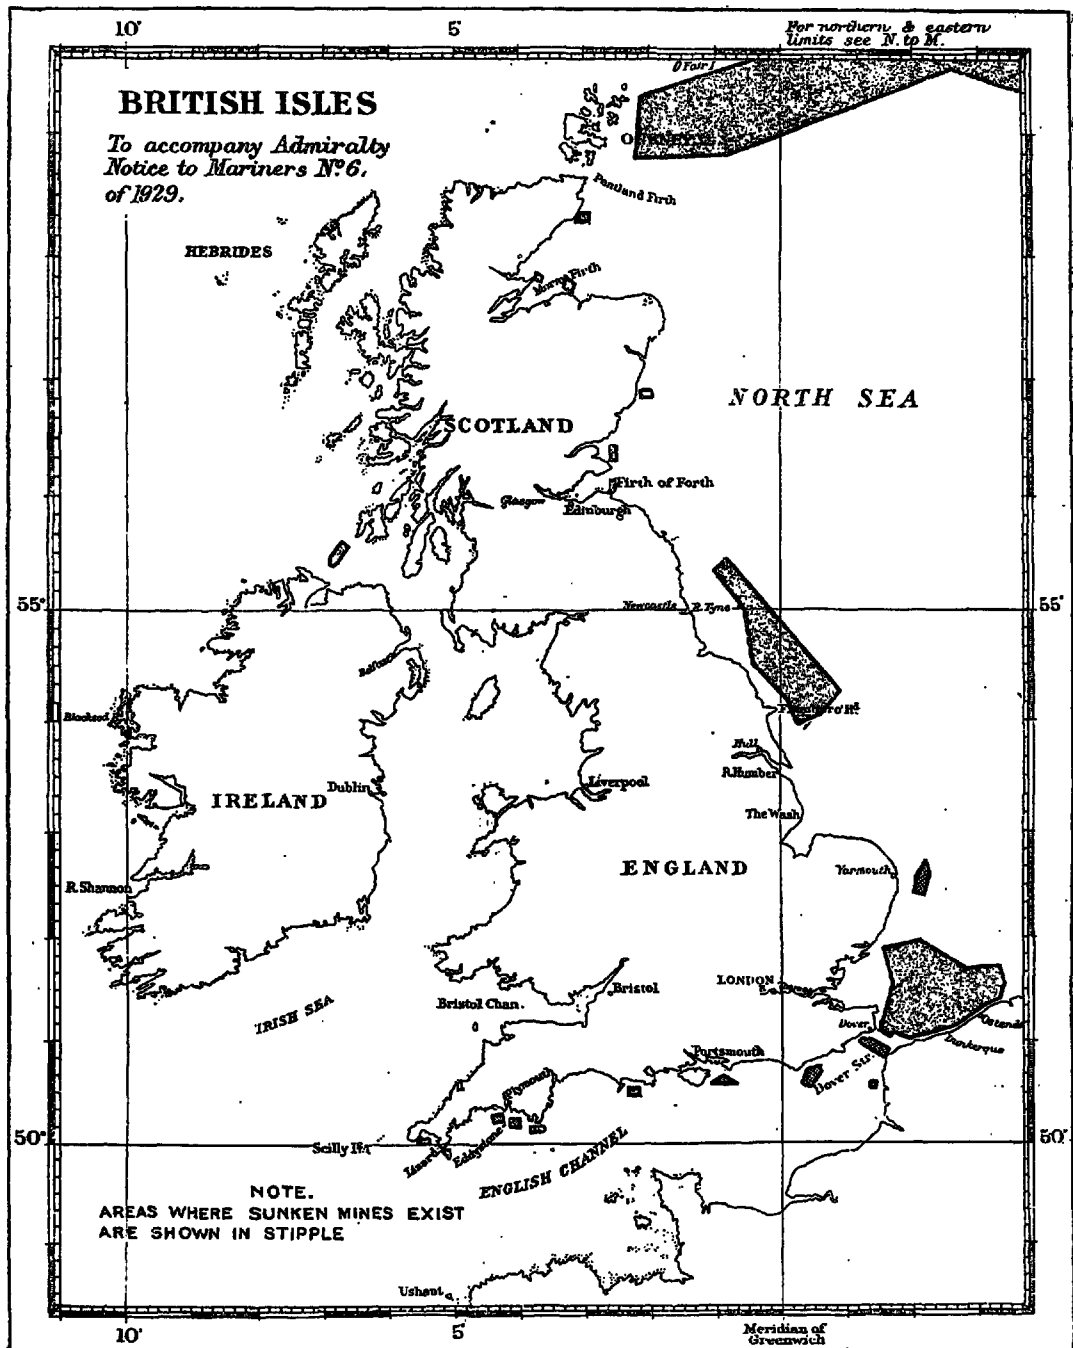 10°
5°
For northern & eastern
limits see N. to M.
BRITISH ISLES
To accompany Admiralty
Notice to Mariners Nº 6.
of 1929.
Fair I
Pentland Firth
HEBRIDES
Moray Firth
NORTH SEA
SCOTLAND
Firth of Forth
Glasgow
Edinburgh
55°
55°
Newcastle
R. Tyne
Belfast
Blacksod
Hull
R. Humber
Dublin
Liverpool
IRELAND
The Wash
ENGLAND
Yarmouth
R. Shannon
LONDON
Bristol
Bristol Chan.
IRISH SEA
Dover
Ostende
Dunkerque
Portsmouth
Dover Str.
Plymouth
50°
50°
Scilly Iˢ
Lizard
Eddystone
ENGLISH CHANNEL
NOTE.
AREAS WHERE SUNKEN MINES EXIST
ARE SHOWN IN STIPPLE
Ushant
10°
5°
Meridian of
Greenwich